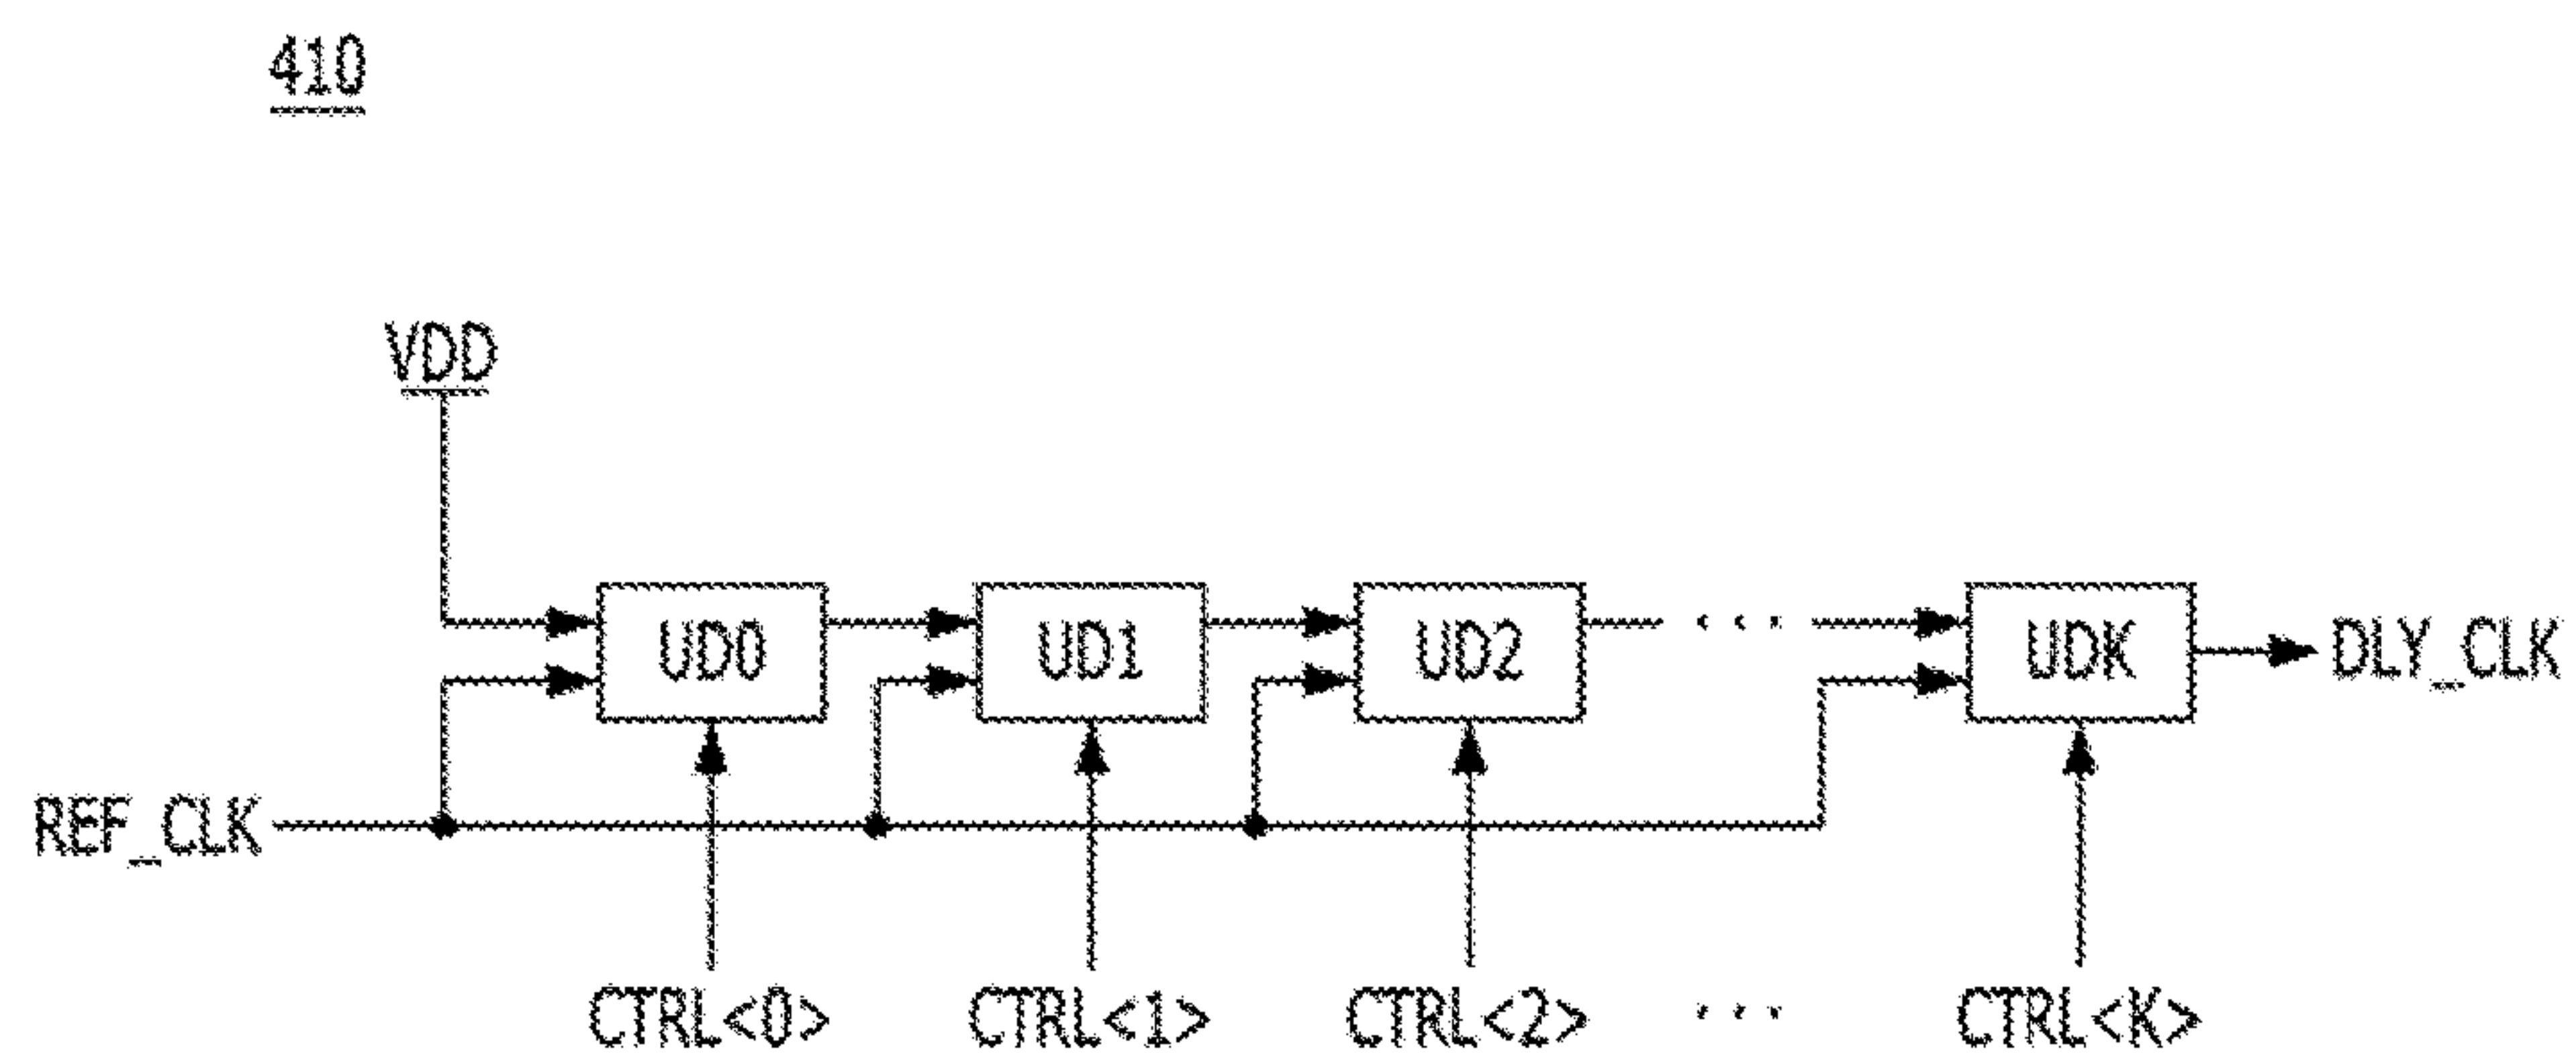 410
VDD
UD0 UD1 UD2 ... UDK DLY_CLK
REF_CLK
CTRL<0> CTRL<1> CTRL<2> ... CTRL<K>